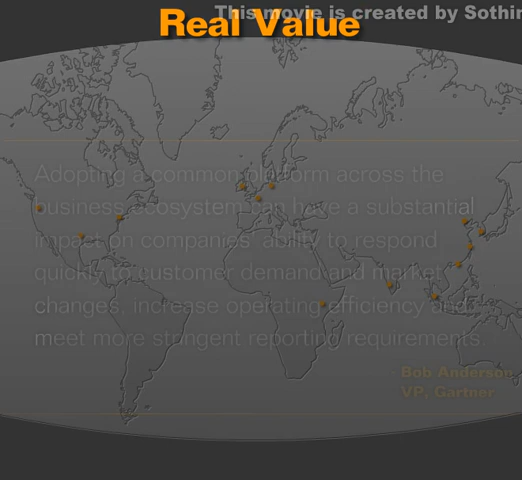 This movie is created by Sothin
Real Value
Adopting a common platform across the
business ecosystem can have a substantial
impact on companies' ability to respond
quickly to customer demand and market
changes, increase operating efficiency and
meet more stringent reporting requirements.
- Bob Anderson
VP, Gartner